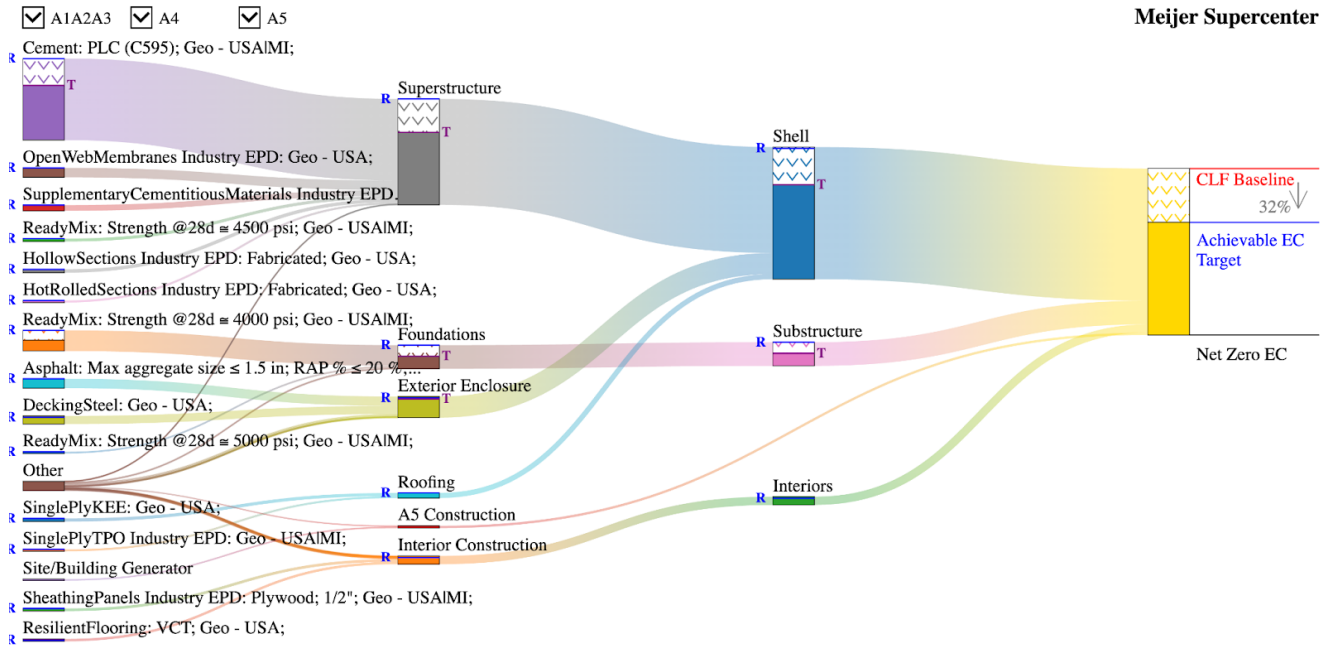 A1A2A3 A4 A5
Meijer Supercenter
R Cement: PLC (C595); Geo - USA|MI;
T
R OpenWebMembranes Industry EPD: Geo - USA;
R SupplementaryCementitiousMaterials Industry EPD...
R ReadyMix: Strength @28d ≅ 4500 psi; Geo - USA|MI;
R HollowSections Industry EPD: Fabricated; Geo - USA;
R HotRolledSections Industry EPD: Fabricated; Geo - USA;
R ReadyMix: Strength @28d ≅ 4000 psi; Geo - USA|MI;
R Asphalt: Max aggregate size ≤ 1.5 in; RAP % ≤ 20 %;...
R DeckingSteel: Geo - USA;
R ReadyMix: Strength @28d ≅ 5000 psi; Geo - USA|MI;
Other
R SinglePlyKEE: Geo - USA;
R SinglePlyTPO Industry EPD: Geo - USA|MI;
Site/Building Generator
R SheathingPanels Industry EPD: Plywood; 1/2"; Geo - USA|MI;
R ResilientFlooring: VCT; Geo - USA;
Superstructure
R T
Foundations
R T
Exterior Enclosure
R T
Roofing
R
A5 Construction
Interior Construction
R
Shell
R T
Substructure
R T
Interiors
R
CLF Baseline
32%
Achievable EC
Target
Net Zero EC